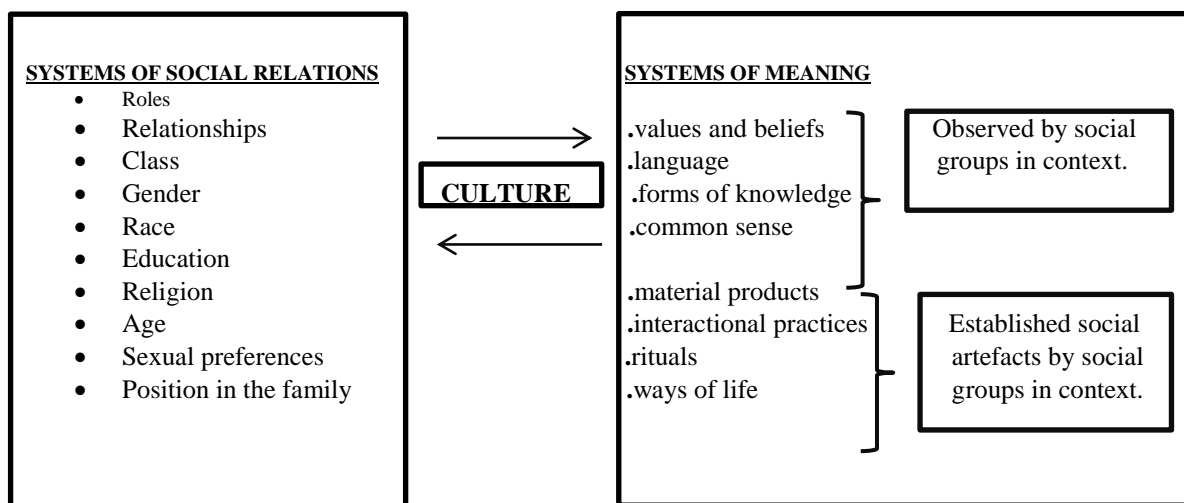 SYSTEMS OF SOCIAL RELATIONS
• Roles
• Relationships
• Class
• Gender
• Race
• Education
• Religion
• Age
• Sexual preferences
• Position in the family
CULTURE
SYSTEMS OF MEANING
.values and beliefs
.language
.forms of knowledge
.common sense
.material products
.interactional practices
.rituals
.ways of life
Observed by social
groups in context.
Established social
artefacts by social
groups in context.